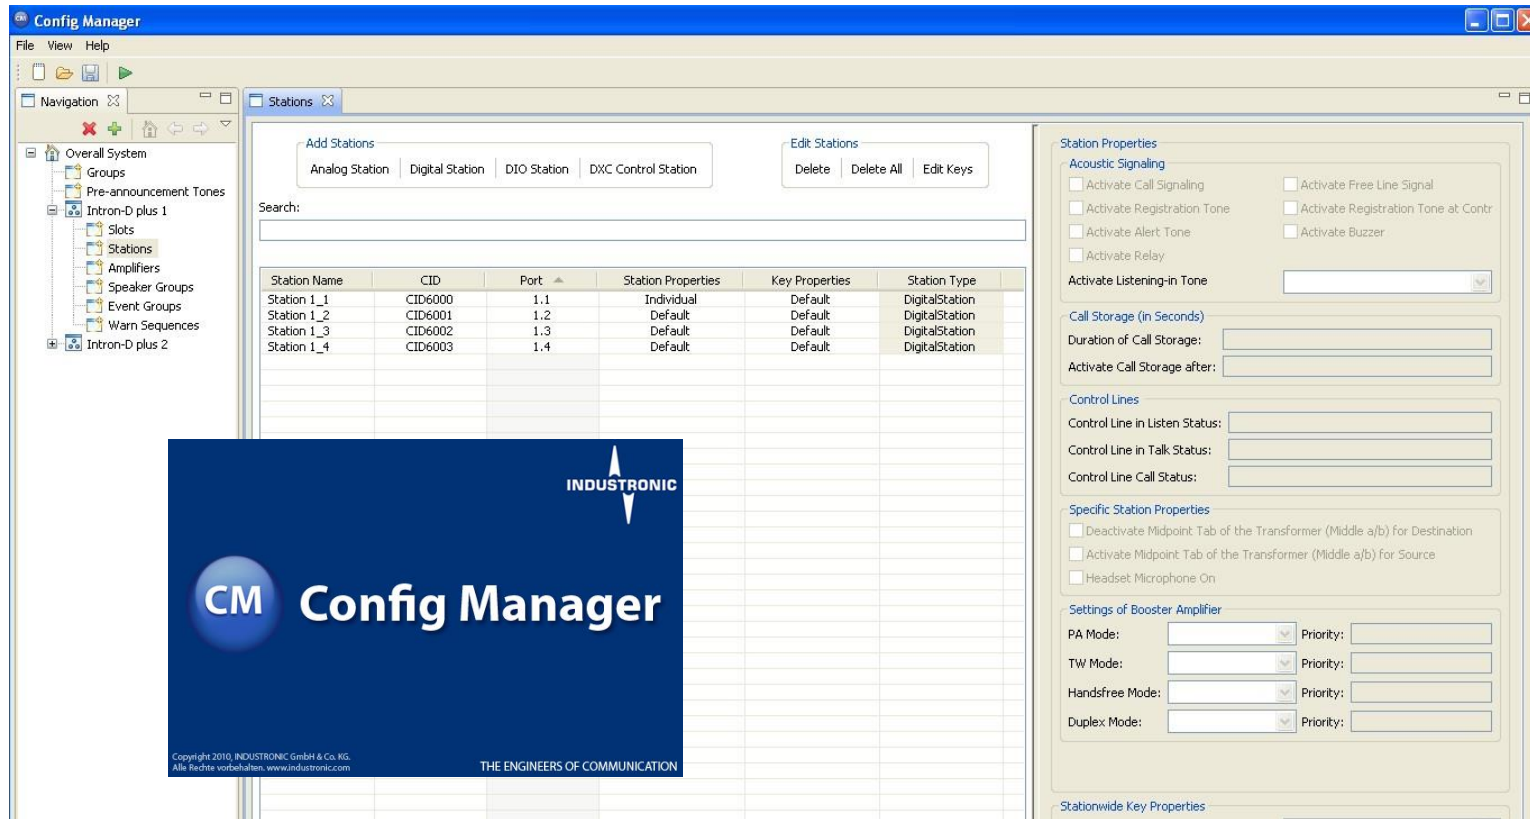 CM Config Manager
File View Help
Navigation
Stations
Overall System
Groups
Pre-announcement Tones
Intron-D plus 1
Slots
Stations
Amplifiers
Speaker Groups
Event Groups
Warn Sequences
Intron-D plus 2
Add Stations
Analog Station Digital Station DIO Station DXC Control Station
Edit Stations
Delete Delete All Edit Keys
Search:
Station Name CID Port Station Properties Key Properties Station Type
Station 1_1 CID6000 1.1 Individual Default DigitalStation
Station 1_2 CID6001 1.2 Default Default DigitalStation
Station 1_3 CID6002 1.3 Default Default DigitalStation
Station 1_4 CID6003 1.4 Default Default DigitalStation
INDUSTRONIC
CM Config Manager
Copyright 2010, INDUSTRONIC GmbH & Co. KG.
Alle Rechte vorbehalten. www.industronic.com
THE ENGINEERS OF COMMUNICATION
Station Properties
Acoustic Signaling
Activate Call Signaling Activate Free Line Signal
Activate Registration Tone Activate Registration Tone at Contr
Activate Alert Tone Activate Buzzer
Activate Relay
Activate Listening-in Tone
Call Storage (in Seconds)
Duration of Call Storage:
Activate Call Storage after:
Control Lines
Control Line in Listen Status:
Control Line in Talk Status:
Control Line Call Status:
Specific Station Properties
Deactivate Midpoint Tab of the Transformer (Middle a/b) for Destination
Activate Midpoint Tab of the Transformer (Middle a/b) for Source
Headset Microphone On
Settings of Booster Amplifier
PA Mode: Priority:
TW Mode: Priority:
Handsfree Mode: Priority:
Duplex Mode: Priority:
Stationwide Key Properties